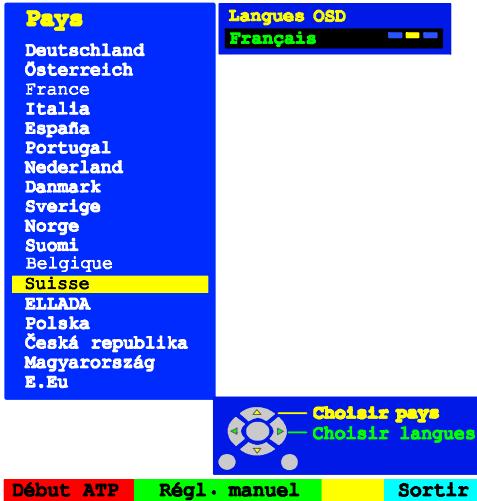 Pays
Deutschland
Österreich
France
Italia
España
Portugal
Nederland
Danmark
Sverige
Norge
Suomi
Belgique
Suisse
ELLADA
Polska
Česká republika
Magyarország
E.Eu
Langues OSD
Français
Choisir pays
Choisir langues
Début ATP
Régl. manuel
Sortir